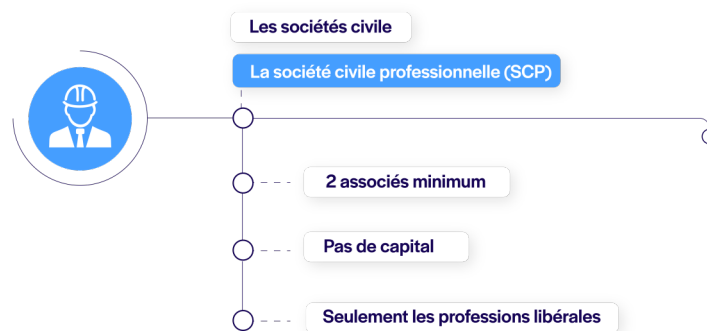 Les sociétés civile
La société civile professionnelle (SCP)
2 associés minimum
Pas de capital
Seulement les professions libérales